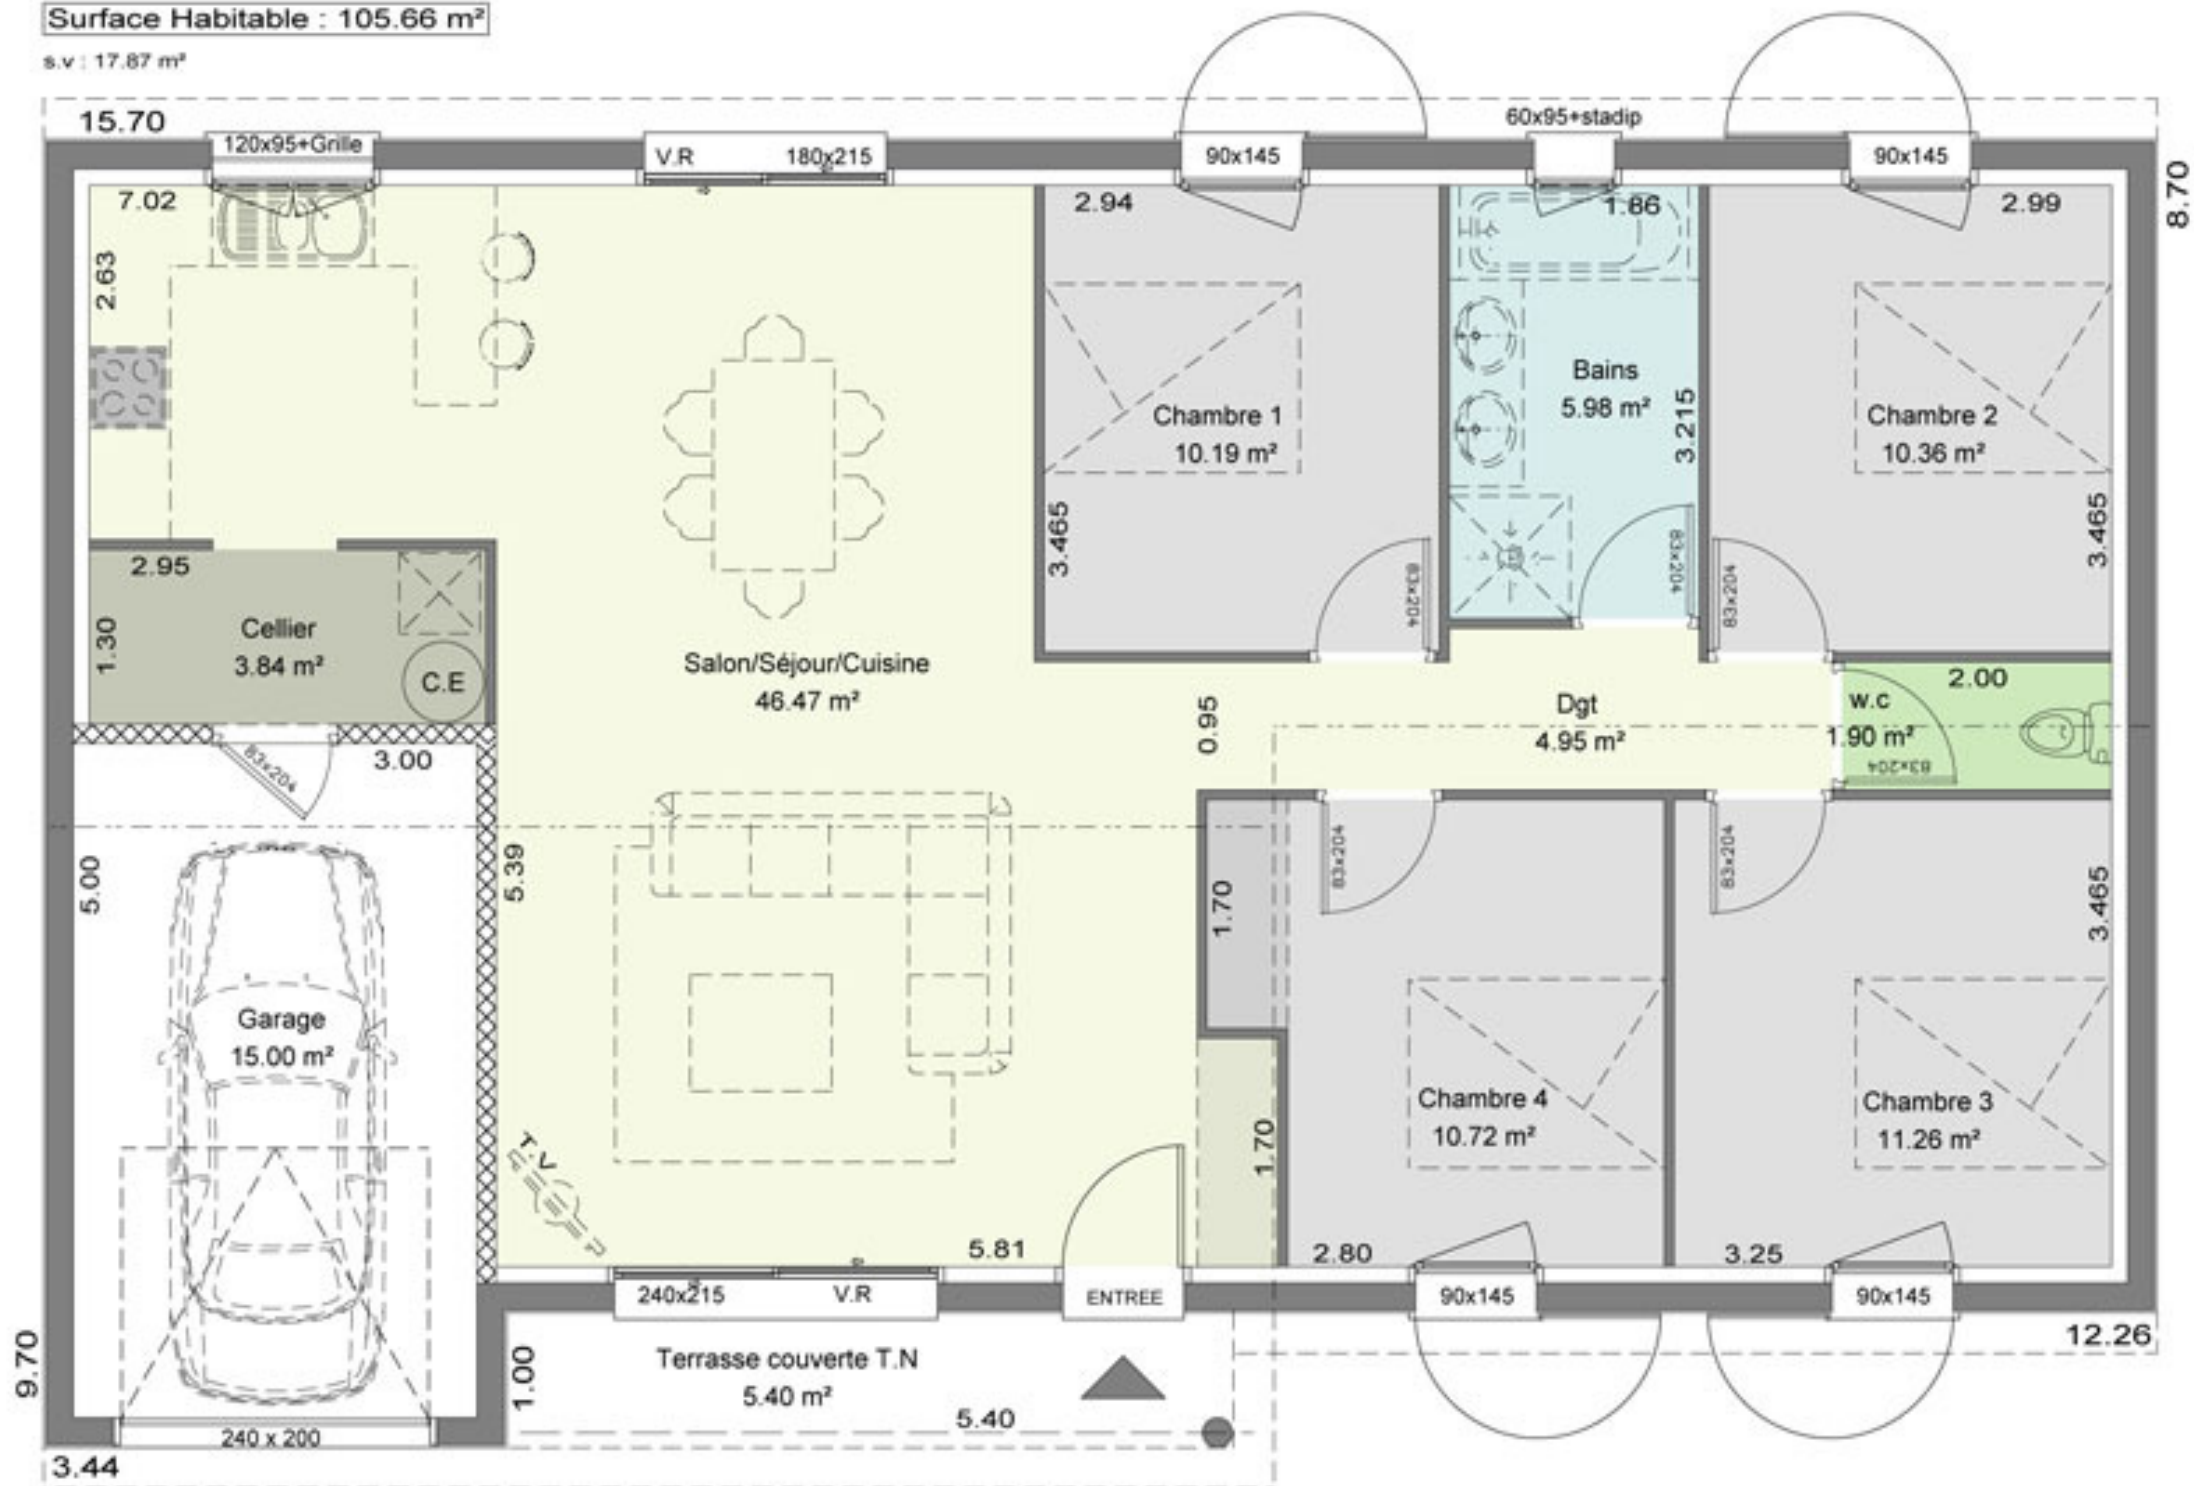 Surface Habitable : 105.66 m²
s.v : 17.87 m²
15.70
120x95+Grille
V.R
180x215
90x145
60x95+stadip
90x145
8.70
7.02
2.63
2.94
1.86
2.99
Chambre 1
10.19 m²
3.465
Bains
5.98 m²
3.215
Chambre 2
10.36 m²
3.465
83x204
83x204
83x204
2.95
1.30
Cellier
3.84 m²
C.E
Salon/Séjour/Cuisine
46.47 m²
0.95
Dgt
4.95 m²
2.00
W.C
1.90 m²
83x204
83x204
3.00
5.00
5.39
Garage
15.00 m²
1.70
83x204
83x204
3.465
Chambre 4
10.72 m²
Chambre 3
11.26 m²
T.V
1.70
5.81
2.80
3.25
240x215
V.R
ENTREE
90x145
90x145
12.26
9.70
1.00
Terrasse couverte T.N
5.40 m²
5.40
240 x 200
3.44